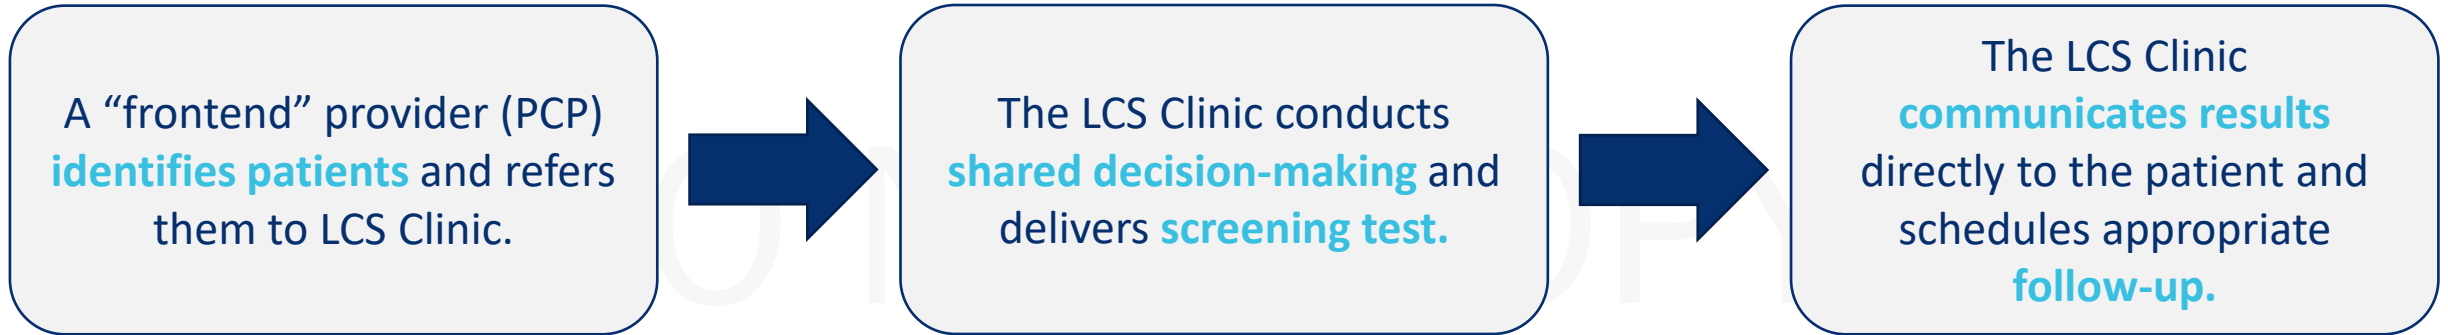 A “frontend” provider (PCP)
identifies patients and refers
them to LCS Clinic.
The LCS Clinic conducts
shared decision-making and
delivers screening test.
The LCS Clinic
communicates results
directly to the patient and
schedules appropriate
follow-up.